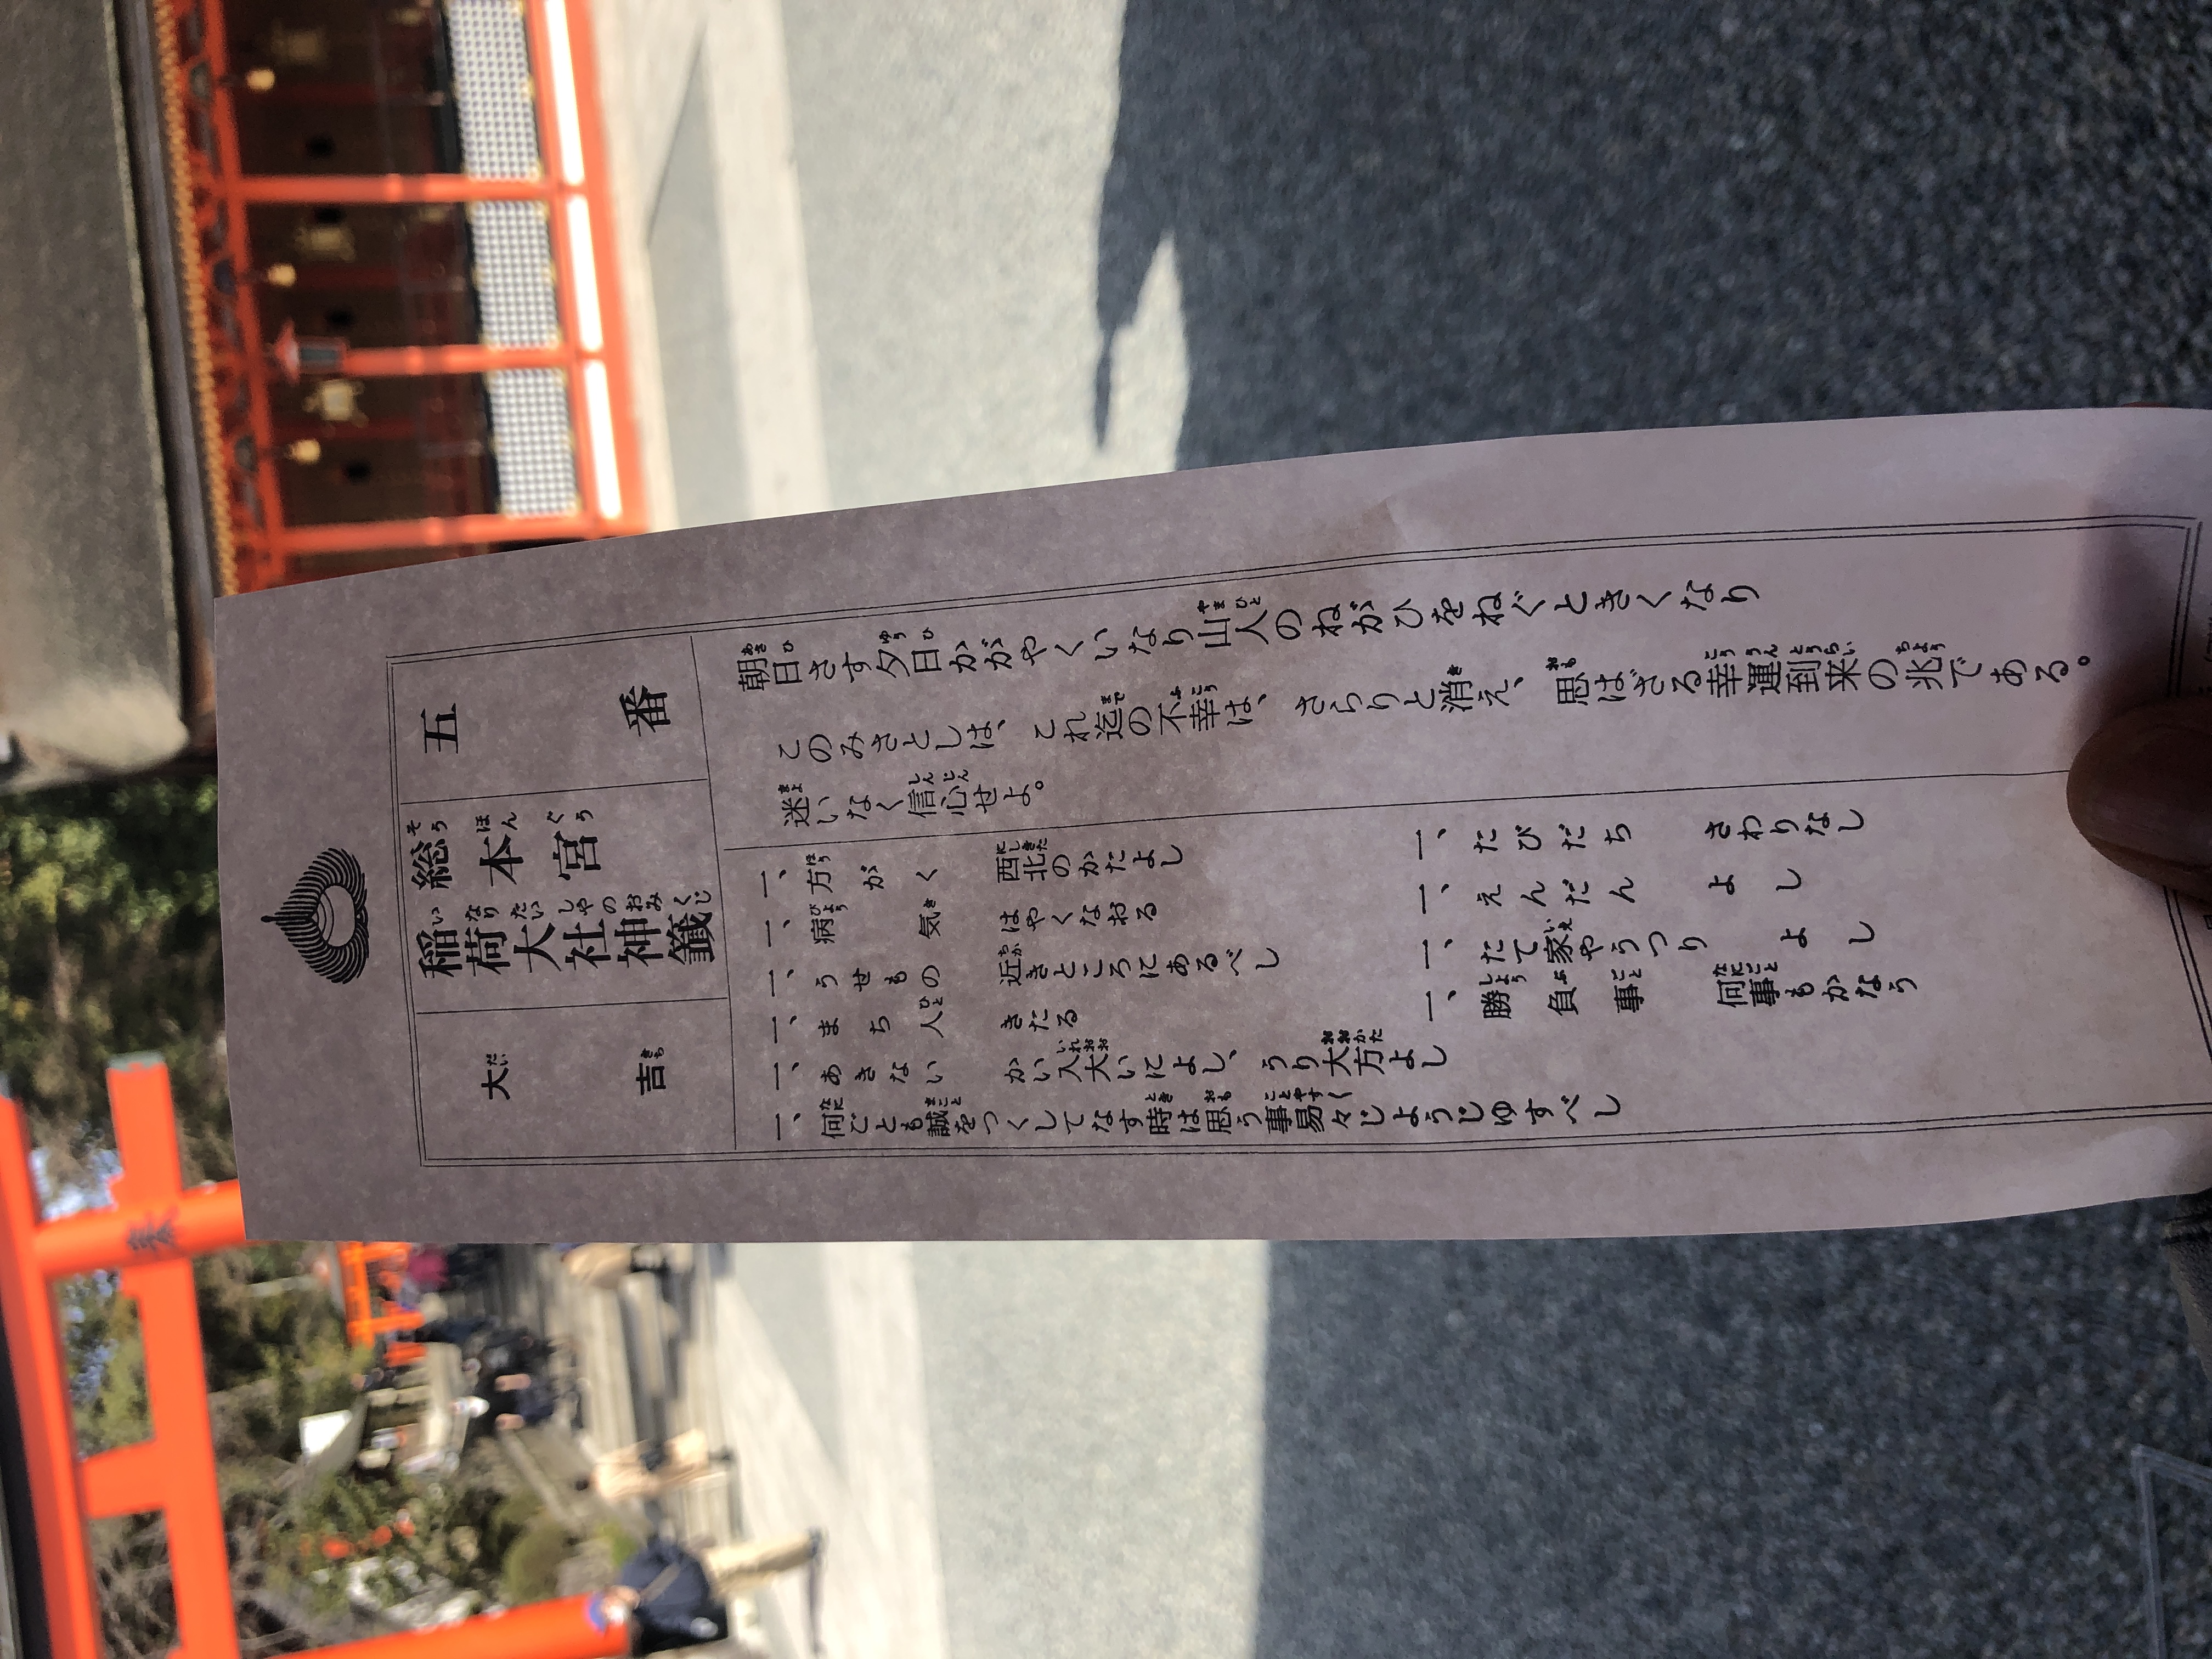 五番
総本宮
稲荷大社神籤
大吉
朝日さす夕日かがやくいなり山人のねがひをねぐときくなり
このみさとしは、これ迄の不幸は、さらりと消え、思はざる幸運到来の兆である。
迷いなく信心せよ。
一、方がく 西北のかたよし
一、病気 はやくなおる
一、うせもの 近きところにあるべし
一、まち人 きたる
一、あきない かい入大いによし、うり大方よし
一、何ごとも誠をつくしてなす時は思う事易々じようじゆすべし
一、たびだち さわりなし
一、えんだん よし
一、たて家やうつり よし
一、勝負事 何事もかなう